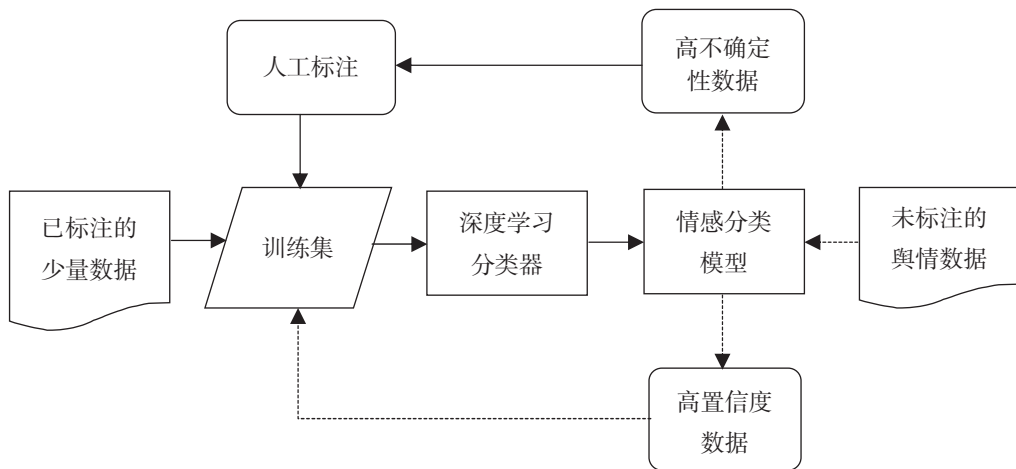 人工标注
高不确定
性数据
已标注的
少量数据
训练集
深度学习
分类器
情感分类
模型
未标注的
舆情数据
高置信度
数据